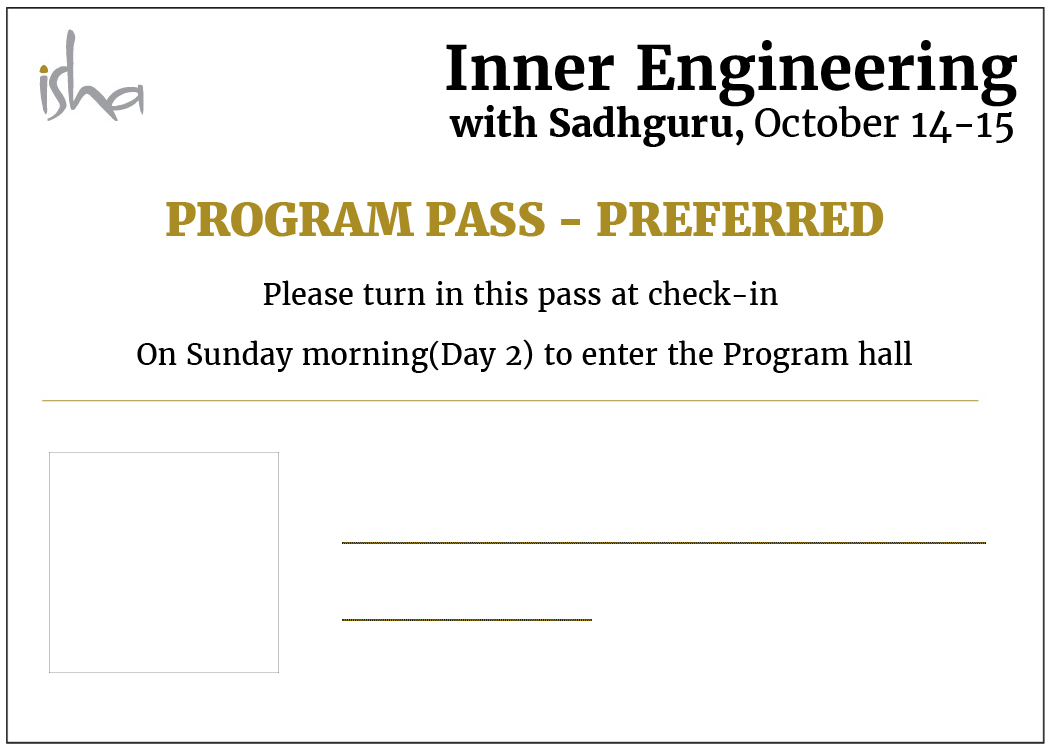 isha
Inner Engineering
with Sadhguru, October 14-15
PROGRAM PASS - PREFERRED
Please turn in this pass at check-in
On Sunday morning(Day 2) to enter the Program hall